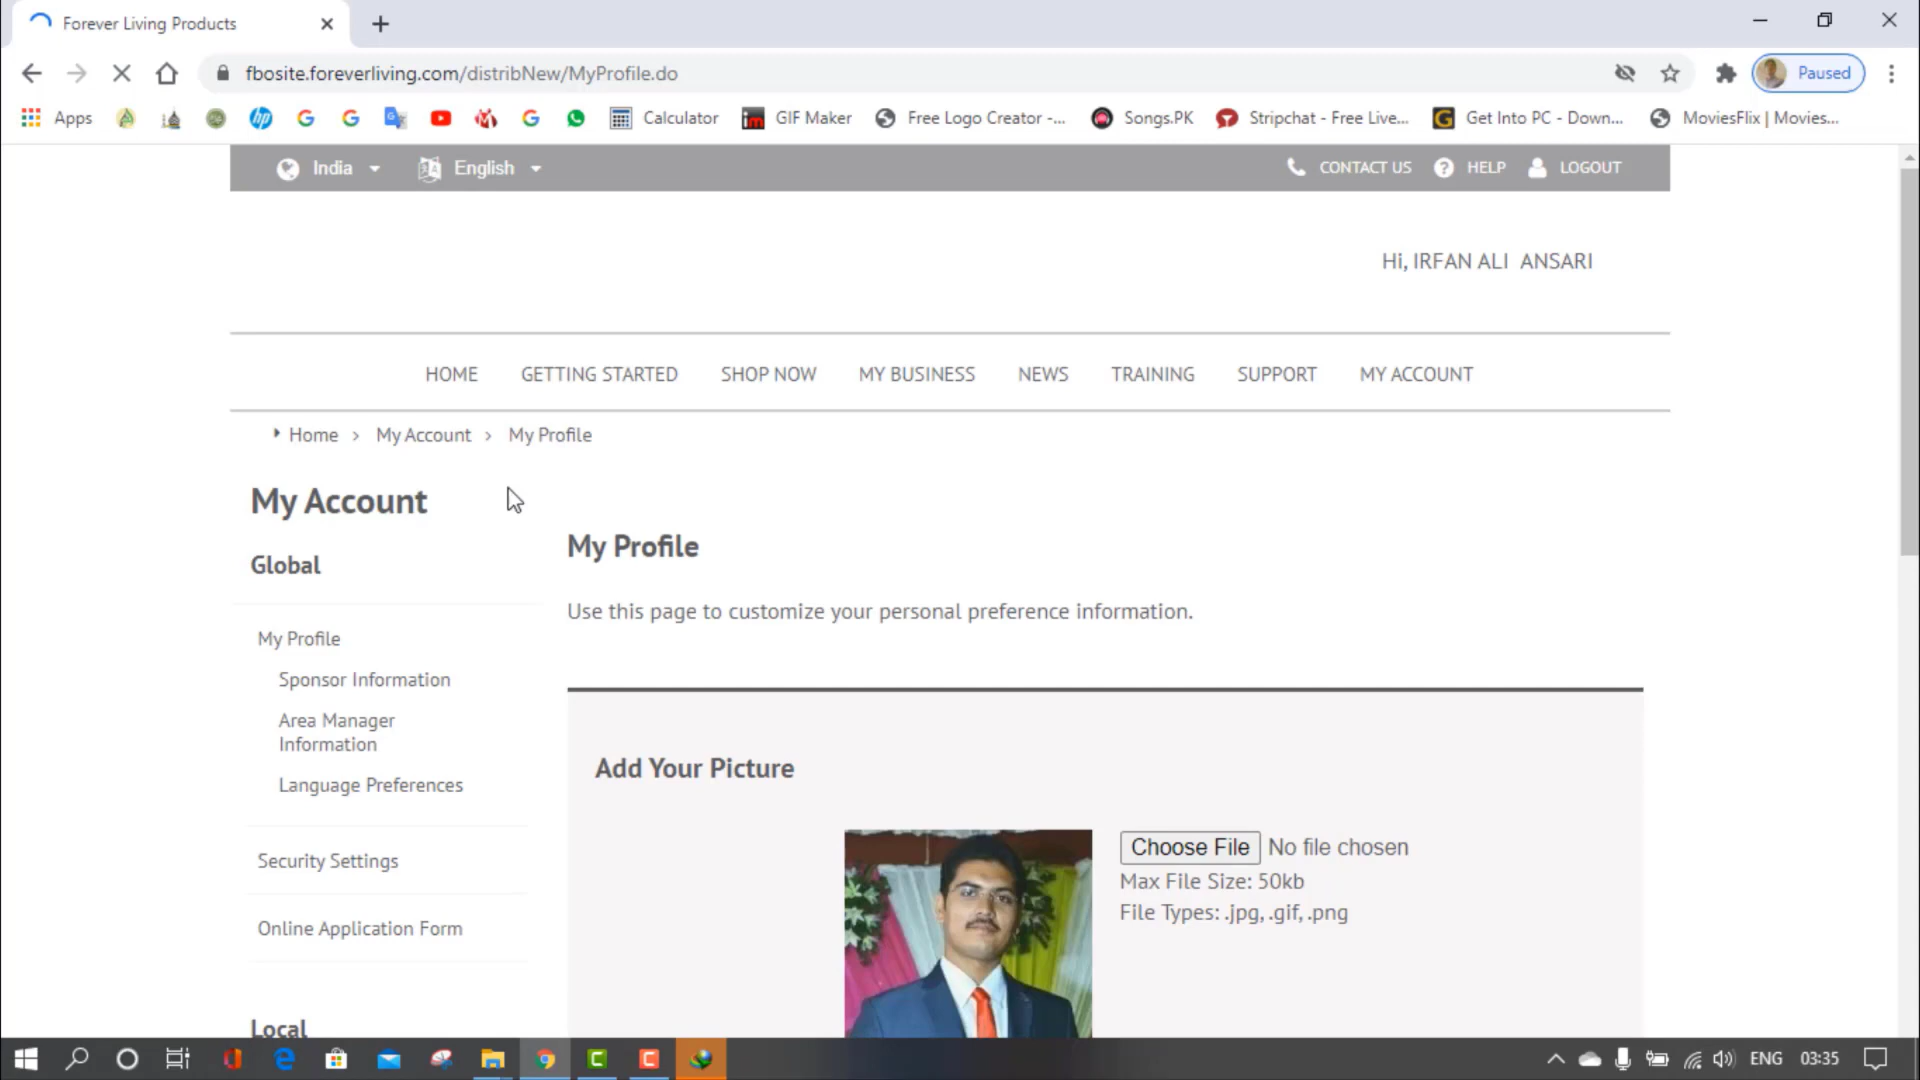 Forever Living Products
fbosite.foreverliving.com/distribNew/MyProfile.do
Paused
Apps
Calculator
GIF Maker
Free Logo Creator -...
Songs.PK
Stripchat - Free Live...
Get Into PC - Down...
MoviesFlix | Movies...
India
English
CONTACT US
HELP
LOGOUT
Hi, IRFAN ALI ANSARI
HOME
GETTING STARTED
SHOP NOW
MY BUSINESS
NEWS
TRAINING
SUPPORT
MY ACCOUNT
Home > My Account > My Profile
My Account
Global
My Profile
Sponsor Information
Area Manager
Information
Language Preferences
Security Settings
Online Application Form
Local
My Profile
Use this page to customize your personal preference information.
Add Your Picture
Choose File No file chosen
Max File Size: 50kb
File Types: .jpg, .gif, .png
ENG
03:35